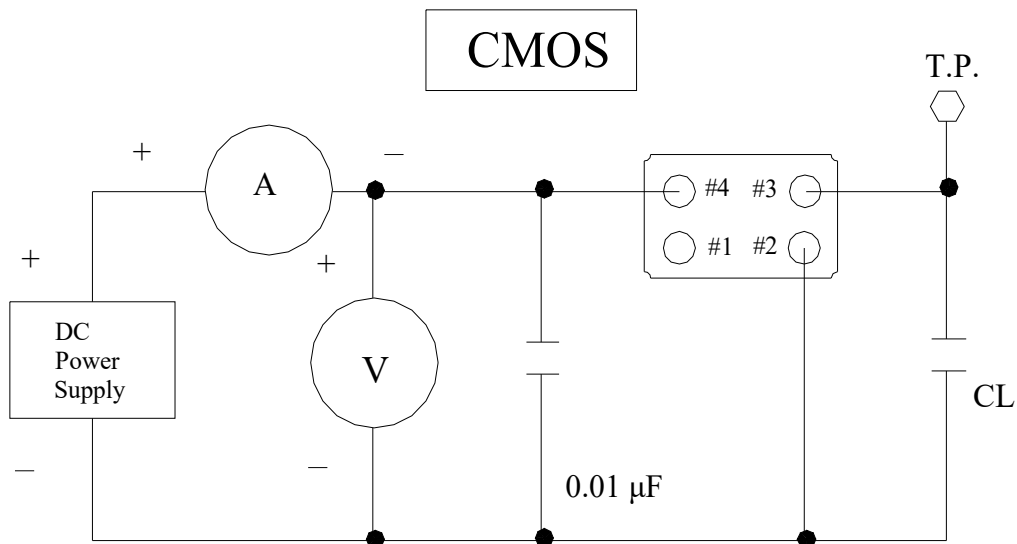 CMOS
T.P.
+
–
A
#4 #3
+
+
#1 #2
DC
Power
Supply
V
CL
–
–
0.01 μF